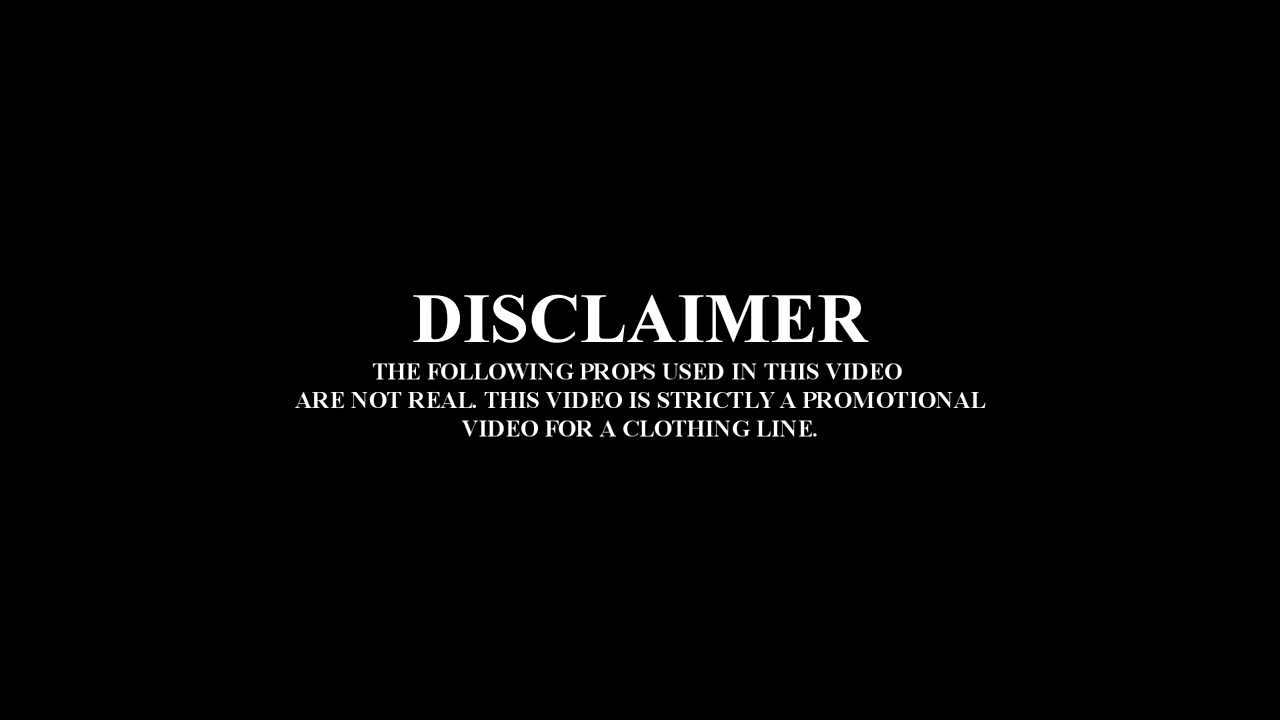 DISCLAIMER
THE FOLLOWING PROPS USED IN THIS VIDEO
ARE NOT REAL. THIS VIDEO IS STRICTLY A PROMOTIONAL
VIDEO FOR A CLOTHING LINE.